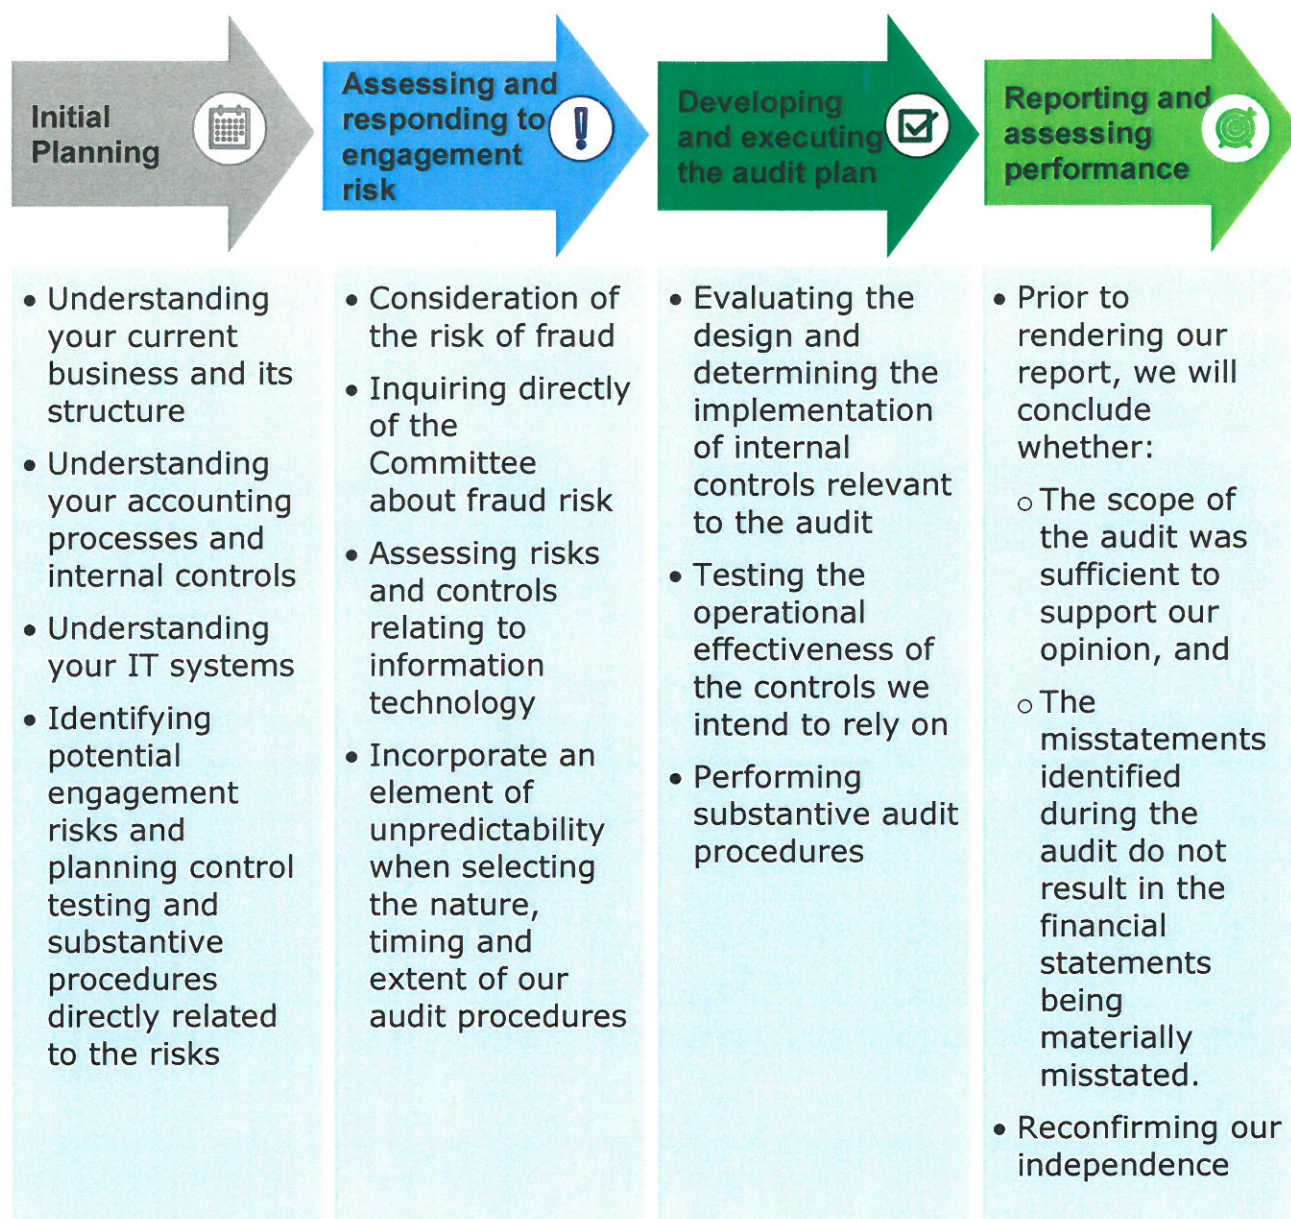 Initial
Planning
Assessing and
responding to
engagement
risk
Developing
and executing
the audit plan
Reporting and
assessing
performance
• Understanding
your current
business and its
structure
• Understanding
your accounting
processes and
internal controls
• Understanding
your IT systems
• Identifying
potential
engagement
risks and
planning control
testing and
substantive
procedures
directly related
to the risks
• Consideration of
the risk of fraud
• Inquiring directly
of the
Committee
about fraud risk
• Assessing risks
and controls
relating to
information
technology
• Incorporate an
element of
unpredictability
when selecting
the nature,
timing and
extent of our
audit procedures
• Evaluating the
design and
determining the
implementation
of internal
controls relevant
to the audit
• Testing the
operational
effectiveness of
the controls we
intend to rely on
• Performing
substantive audit
procedures
• Prior to
rendering our
report, we will
conclude
whether:
○ The scope of
the audit was
sufficient to
support our
opinion, and
○ The
misstatements
identified
during the
audit do not
result in the
financial
statements
being
materially
misstated.
• Reconfirming our
independence